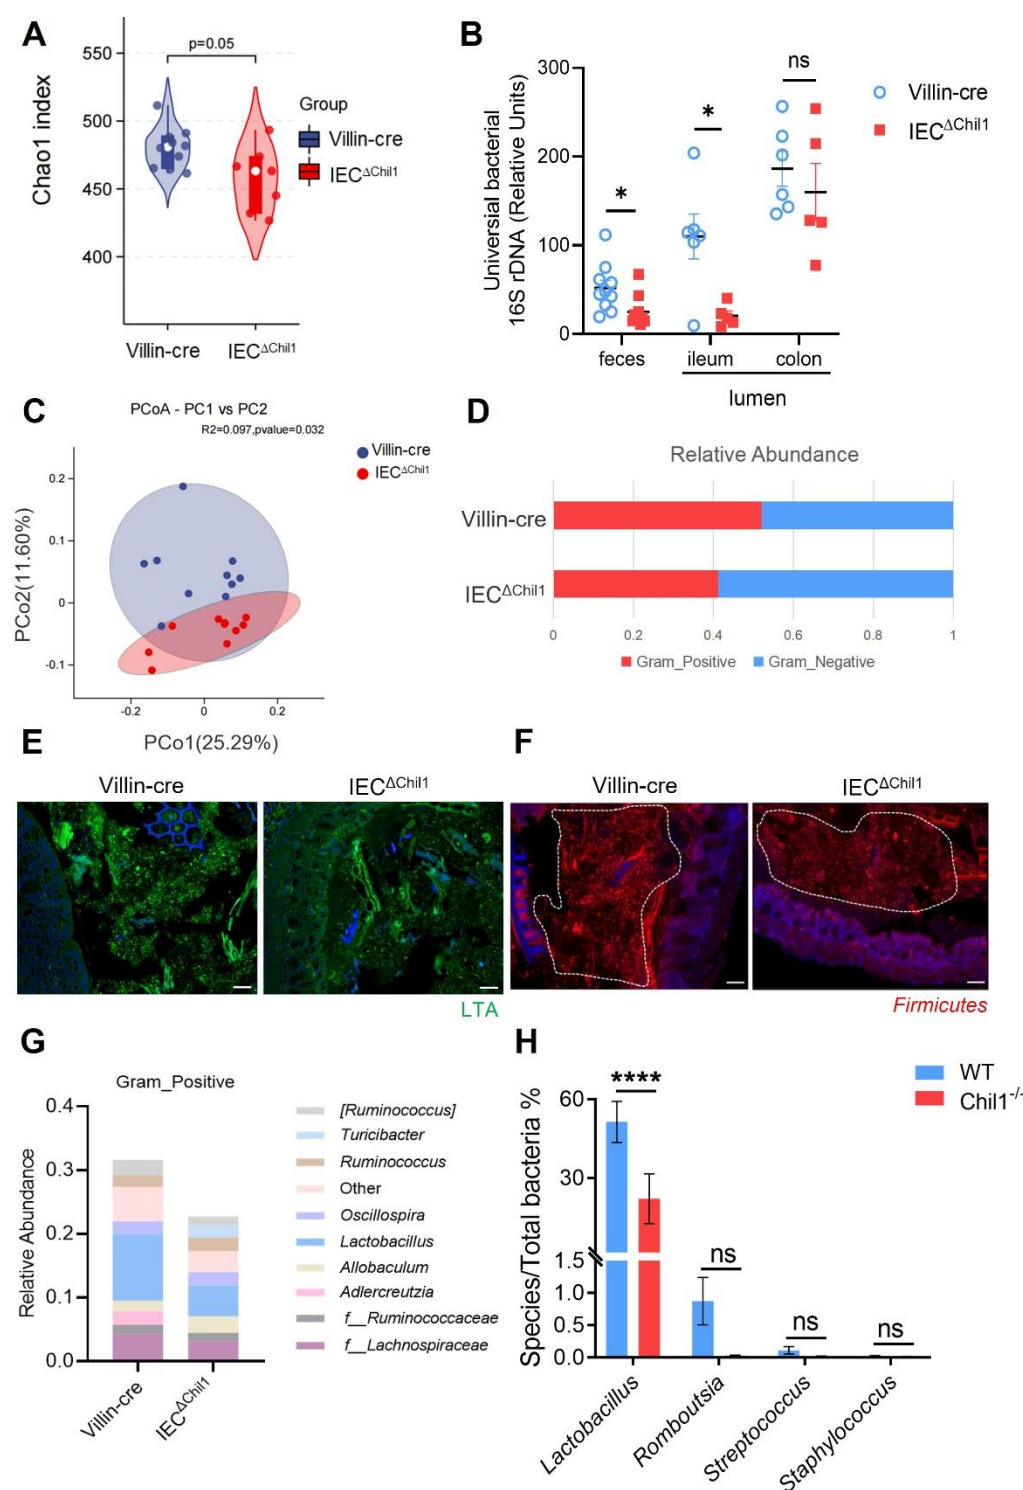 A
550
500
450
400
Chao1 index
p=0.05
Group
Villin-cre
IEC^ΔChil1
Villin-cre
IEC^ΔChil1
B
Universial bacterial
16S rDNA (Relative Units)
300
200
100
0
*
*
ns
Villin-cre
IEC^ΔChil1
feces
ileum
colon
lumen
C
PCoA - PC1 vs PC2
R2=0.097,pvalue=0.032
Villin-cre
IEC^ΔChil1
PCo2(11.60%)
0.2
0.1
0
-0.1
-0.2
0
0.2
PCo1(25.29%)
D
Relative Abundance
Villin-cre
IEC^ΔChil1
0
0.2
0.4
0.6
0.8
1
Gram_Positive
Gram_Negative
E
Villin-cre
IEC^ΔChil1
LTA
F
Villin-cre
IEC^ΔChil1
Firmicutes
G
Gram_Positive
Relative Abundance
0.4
0.3
0.2
0.1
0.0
Villin-cre
IEC^ΔChil1
[Ruminococcus]
Turicibacter
Ruminococcus
Other
Oscillospira
Lactobacillus
Allobaculum
Adlercreutzia
f__Ruminococcaceae
f__Lachnospiraceae
H
Species/Total bacteria %
60
30
1.5
1.0
0.5
0.0
****
ns
ns
ns
WT
Chil1^-/-
Lactobacillus
Romboutsia
Streptococcus
Staphylococcus